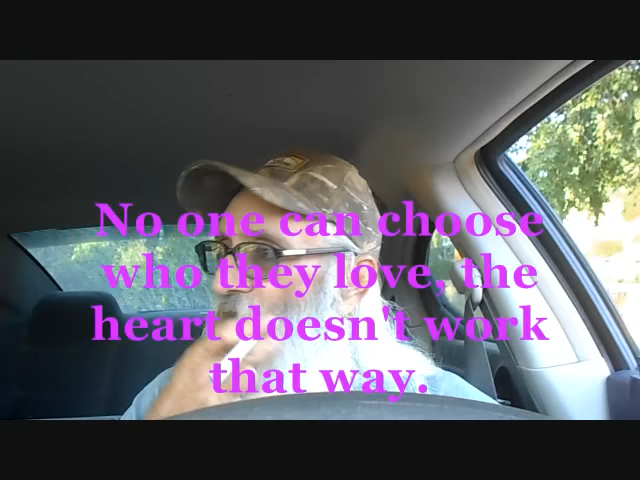 No one can choose
who they love, the
heart doesn't work
that way.